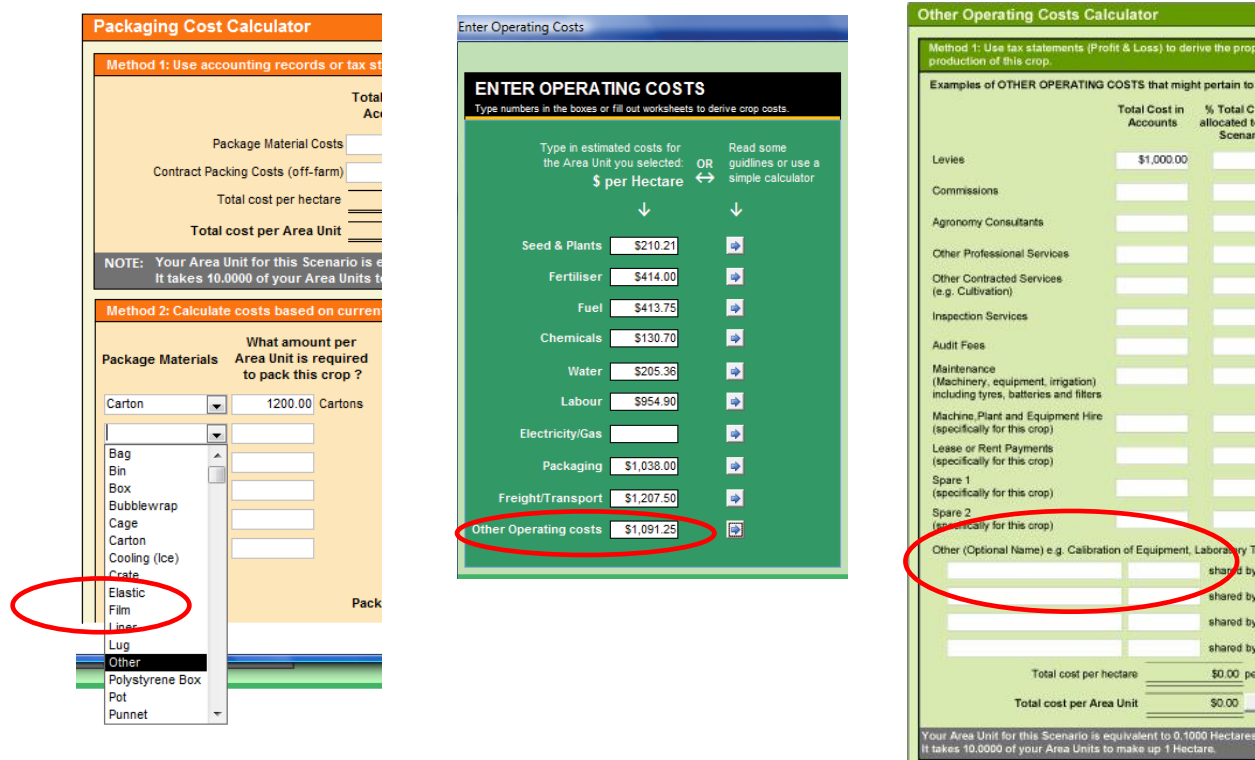 Packaging Cost Calculator
Method 1: Use accounting records or tax
Total
Package Material Costs
Contract Packing Costs (off-farm)
Total cost per hectare
Total cost per Area Unit
NOTE: Your Area Unit for this Scenario is
It takes 10.0000 of your Area Units
Method 2: Calculate costs based on
Package Materials
What amount per
Area Unit is required
to pack this crop ?
Carton 1200.00 Cartons
Bag
Bin
Box
Bubblewrap
Cage
Carton
Cooling (Ice)
Crate
Elastic
Film
Liner
Lug
Other
Polystyrene Box
Pot
Punnet
Enter Operating Costs
ENTER OPERATING COSTS
Type numbers in the boxes or fill out worksheets to derive crop costs.
Type in estimated costs for
the Area Unit you selected:
$ per Hectare
OR
Read some
guidlines or use a
simple calculator
Seed & Plants $210.21
Fertiliser $414.00
Fuel $413.75
Chemicals $130.70
Water $205.36
Labour $954.90
Electricity/Gas
Packaging $1,038.00
Freight/Transport $1,207.50
Other Operating costs $1,091.25
Other Operating Costs Calculator
Method 1: Use tax statements (Profit & Loss) to derive the
production of this crop.
Examples of OTHER OPERATING COSTS that might pertain to
Total Cost in
Accounts
% Total
allocated
Levies $1,000.00
Commissions
Agronomy Consultants
Other Professional Services
Other Contracted Services
(e.g. Cultivation)
Inspection Services
Audit Fees
Maintenance
(Machinery, equipment, irrigation)
including tyres, batteries and filters
Machine,Plant and Equipment Hire
(specifically for this crop)
Lease or Rent Payments
(specifically for this crop)
Spare 1
(specifically for this crop)
Spare 2
(specifically for this crop)
Other (Optional Name) e.g. Calibration of Equipment, Laboratory
shared by
shared by
shared by
shared by
Total cost per hectare $0.00
Total cost per Area Unit $0.00
Your Area Unit for this Scenario is equivalent to 0.1000 Hectares
It takes 10.0000 of your Area Units to make up 1 Hectare.